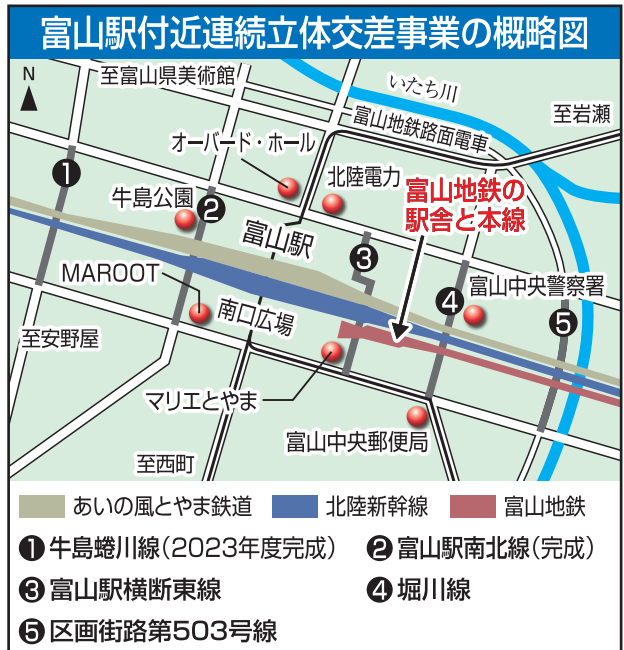 富山駅付近連続立体交差事業の概略図
N
至富山県美術館
いたち川
至岩瀬
富山地鉄路面電車
オーバード・ホール
北陸電力
富山地鉄の
駅舎と本線
1
牛島公園
2
富山駅
3
MAROOT
南口広場
4
富山中央警察署
5
至安野屋
マリエとやま
富山中央郵便局
至西町
あいの風とやま鉄道
北陸新幹線
富山地鉄
❶牛島蜷川線(2023年度完成)
❷富山駅南北線(完成)
❸富山駅横断東線
❹堀川線
❺区画街路第503号線